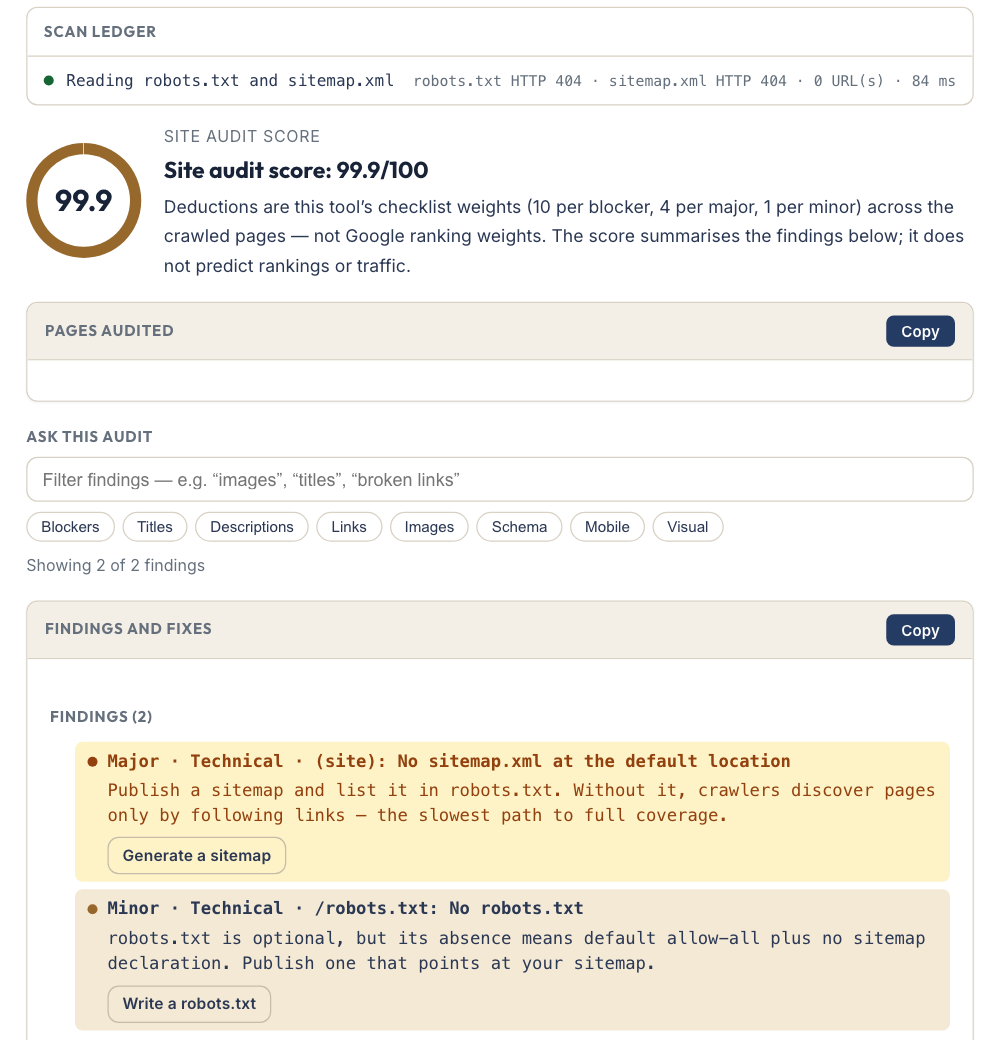 SCAN LEDGER
Reading robots.txt and sitemap.xml robots.txt HTTP 404 · sitemap.xml HTTP 404 · 0 URL(s) · 84 ms
SITE AUDIT SCORE
99.9
Site audit score: 99.9/100
Deductions are this tool’s checklist weights (10 per blocker, 4 per major, 1 per minor) across the
crawled pages — not Google ranking weights. The score summarises the findings below; it does
not predict rankings or traffic.
PAGES AUDITED
Copy
ASK THIS AUDIT
Filter findings — e.g. “images”, “titles”, “broken links”
Blockers Titles Descriptions Links Images Schema Mobile Visual
Showing 2 of 2 findings
FINDINGS AND FIXES
Copy
FINDINGS (2)
Major · Technical · (site): No sitemap.xml at the default location
Publish a sitemap and list it in robots.txt. Without it, crawlers discover pages
only by following links — the slowest path to full coverage.
Generate a sitemap
Minor · Technical · /robots.txt: No robots.txt
robots.txt is optional, but its absence means default allow-all plus no sitemap
declaration. Publish one that points at your sitemap.
Write a robots.txt